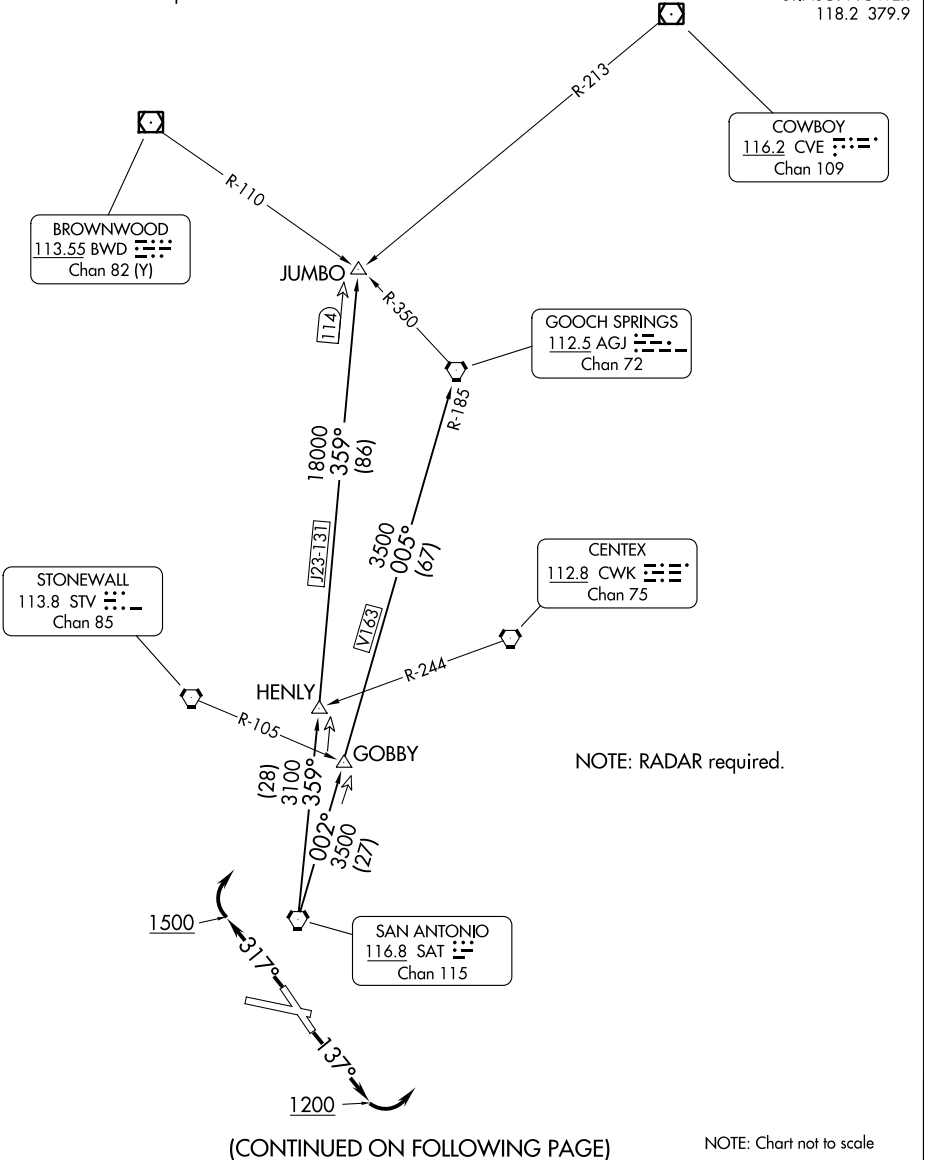 118.2 379.9
R-213
COWBOY
116.2 CVE
Chan 109
R-110
BROWNWOOD
113.55 BWD
Chan 82 (Y)
JUMBO
R-350
114
GOOCH SPRINGS
112.5 AGJ
Chan 72
R-185
18000
359°
(86)
3500
005°
(67)
J23-131
CENTEX
112.8 CWK
Chan 75
STONEWALL
113.8 STV
Chan 85
V163
R-244
HENLY
R-105
GOBBY
NOTE: RADAR required.
(28)
3100
359°
002°
3500
(27)
1500
317°
SAN ANTONIO
116.8 SAT
Chan 115
137°
1200
(CONTINUED ON FOLLOWING PAGE)
NOTE: Chart not to scale